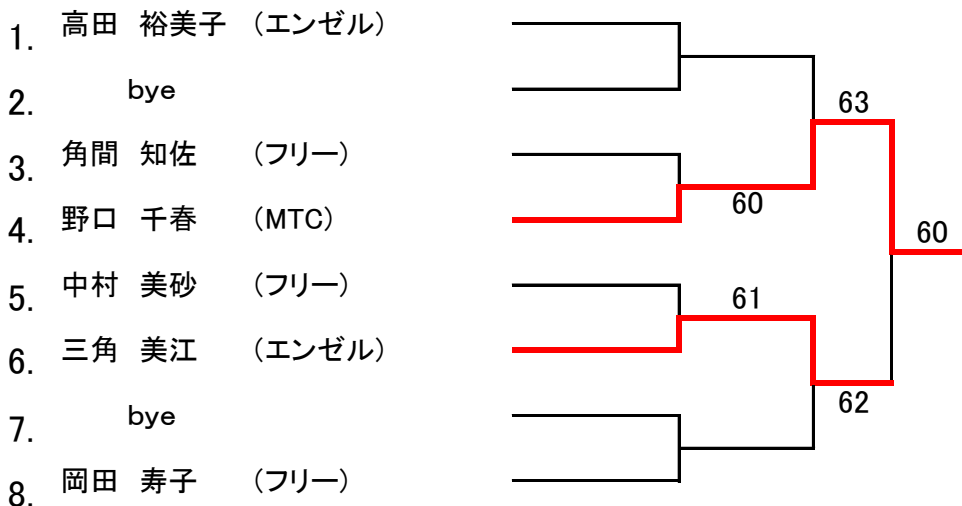 1. 高田 裕美子 (エンゼル)
2. bye
63
3. 角間 知佐 (フリー)
60
4. 野口 千春 (MTC)
60
5. 中村 美砂 (フリー)
61
6. 三角 美江 (エンゼル)
62
7. bye
8. 岡田 寿子 (フリー)